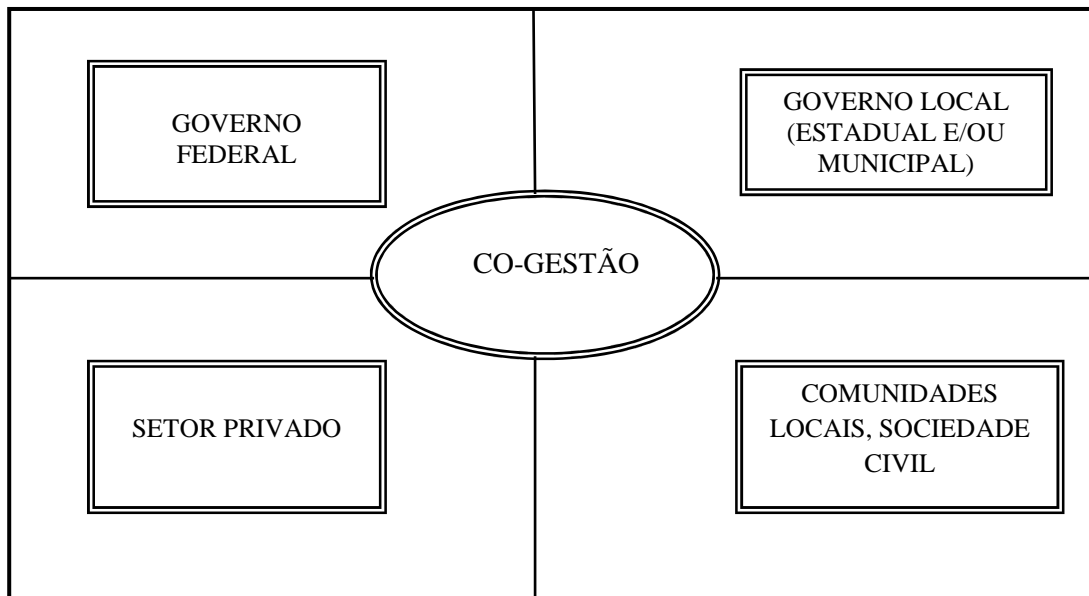 GOVERNO
FEDERAL
GOVERNO LOCAL
(ESTADUAL E/OU
MUNICIPAL)
CO-GESTÃO
SETOR PRIVADO
COMUNIDADES
LOCAIS, SOCIEDADE
CIVIL